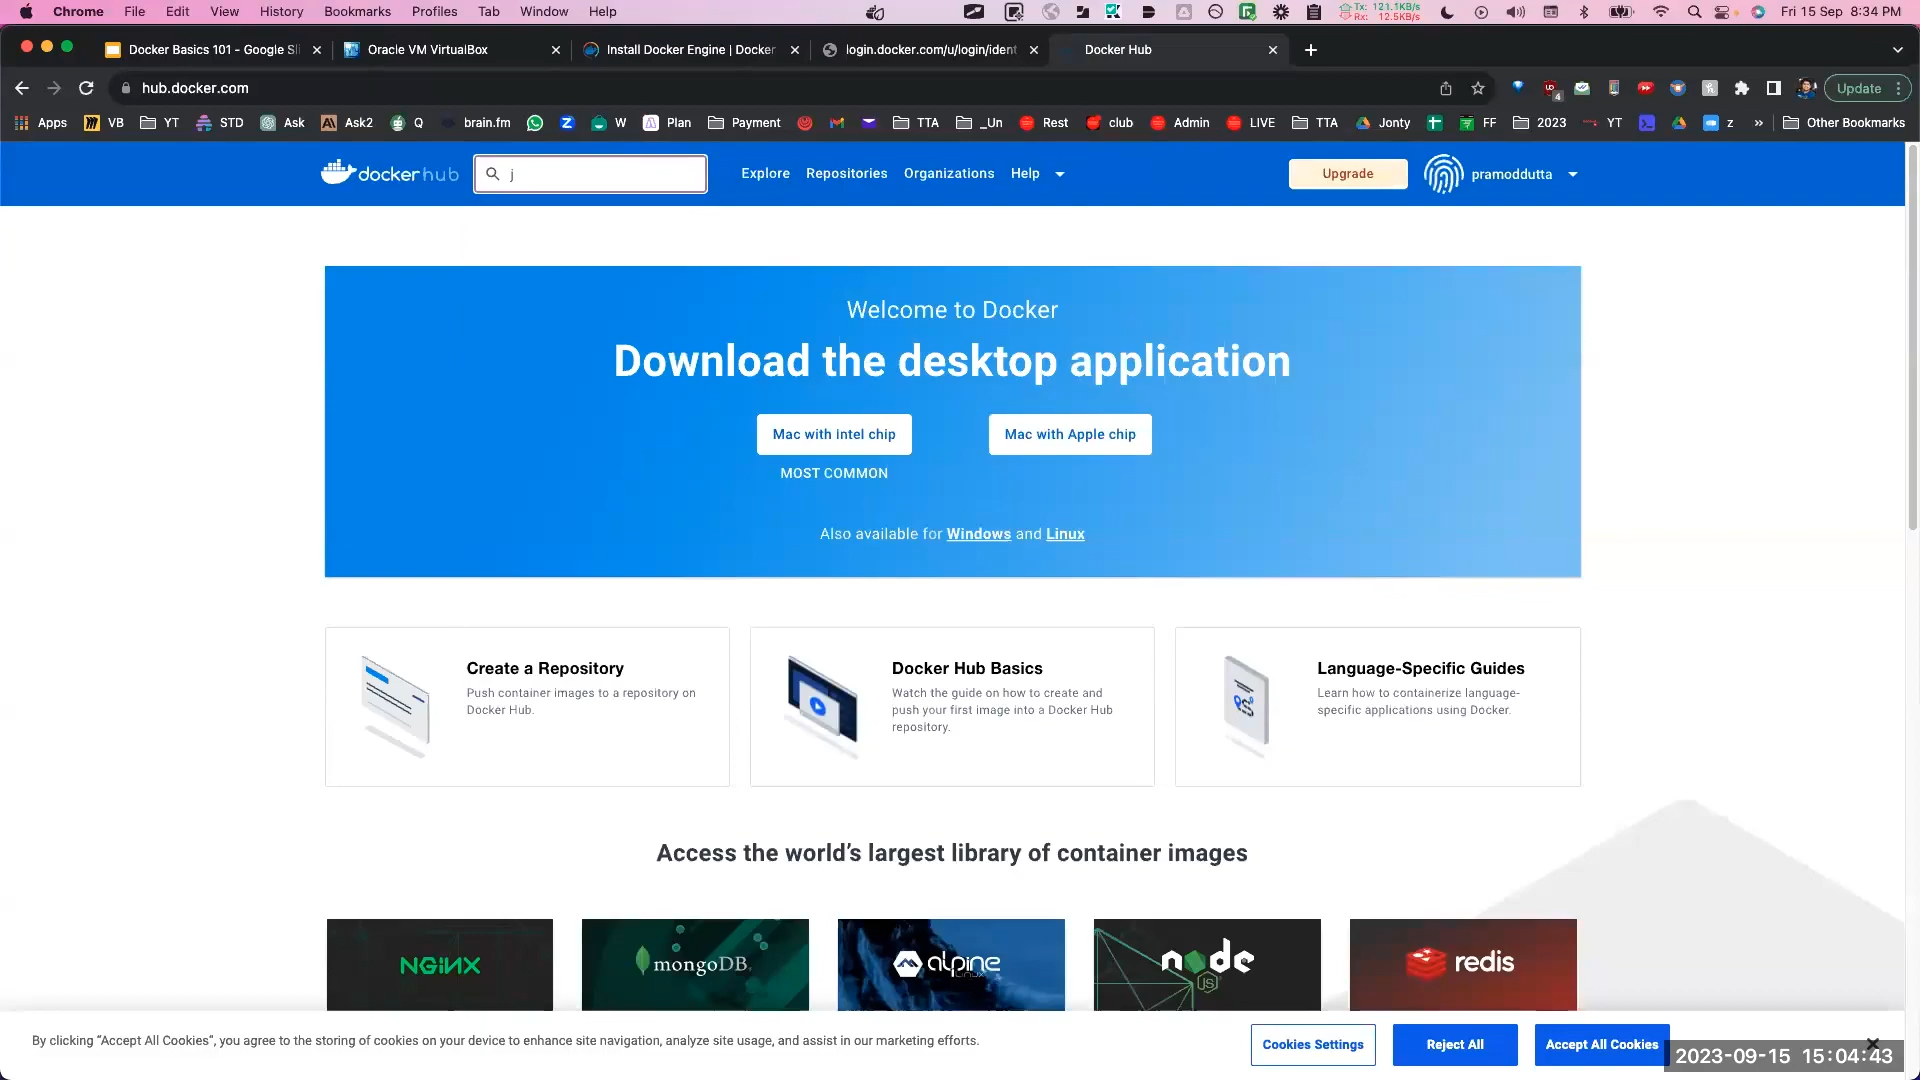 Chrome File Edit View History Bookmarks Profiles Tab Window Help Tx: 121.1KB/s Rx: 12.5KB/s Fri 15 Sep 8:34 PM
Docker Basics 101 - Google Sli Oracle VM VirtualBox Install Docker Engine | Docker login.docker.com/u/login/ident Docker Hub
hub.docker.com 4 Update
Apps VB YT STD Ask Ask2 Q brain.fm W Plan Payment TTA _Un Rest club Admin LIVE TTA Jonty FF 2023 YT z » Other Bookmarks
dockerhub j Explore Repositories Organizations Help Upgrade pramoddutta
Welcome to Docker
Download the desktop application
Mac with Intel chip Mac with Apple chip
MOST COMMON
Also available for Windows and Linux
Create a Repository
Push container images to a repository on
Docker Hub.
Docker Hub Basics
Watch the guide on how to create and
push your first image into a Docker Hub
repository.
Language-Specific Guides
Learn how to containerize language-
specific applications using Docker.
Access the world's largest library of container images
NGINX mongoDB. alpine Linux node JS redis
By clicking “Accept All Cookies”, you agree to the storing of cookies on your device to enhance site navigation, analyze site usage, and assist in our marketing efforts.
Cookies Settings Reject All Accept All Cookies
2023-09-15 15:04:43